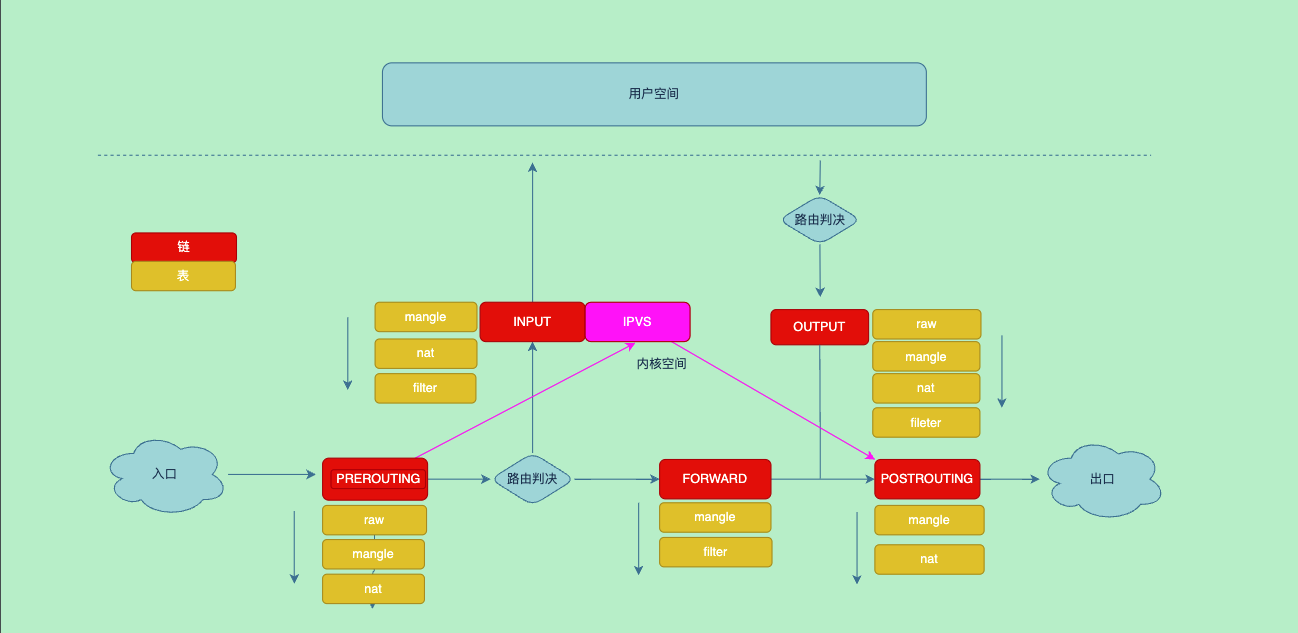 用户空间
路由判决
链
表
mangle
nat
filter
INPUT
IPVS
内核空间
OUTPUT
raw
mangle
nat
fileter
入口
PREROUTING
raw
mangle
nat
路由判决
FORWARD
mangle
filter
POSTROUTING
mangle
nat
出口